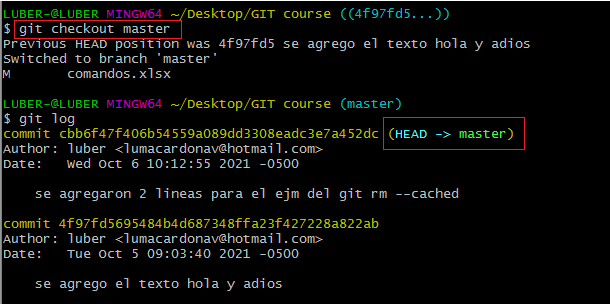 LUBER-@LUBER MINGW64 ~/Desktop/GIT course ((4f97fd5...))
$ git checkout master
Previous HEAD position was 4f97fd5 se agrego el texto hola y adios
Switched to branch 'master'
M       comandos.xlsx
LUBER-@LUBER MINGW64 ~/Desktop/GIT course (master)
$ git log
commit cbb6f47f406b54559a089dd3308eadc3e7a452dc (HEAD -> master)
Author: luber <lumacardonav@hotmail.com>
Date:   Wed Oct 6 10:12:55 2021 -0500
    se agregaron 2 lineas para el ejm del git rm --cached
commit 4f97fd5695484b4d687348ffa23f427228a822ab
Author: luber <lumacardonav@hotmail.com>
Date:   Tue Oct 5 09:03:40 2021 -0500
    se agrego el texto hola y adios